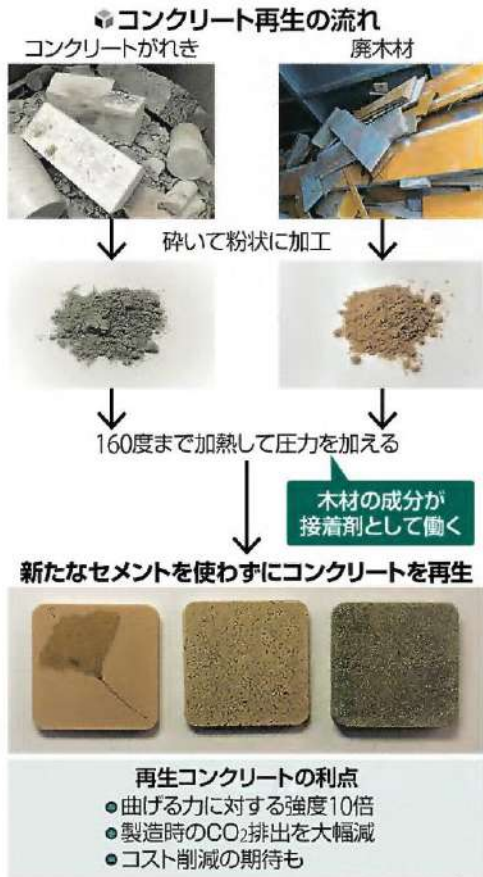 コンクリート再生の流れ
コンクリートがれき
廃木材
砕いて粉状に加工
160度まで加熱して圧力を加える
木材の成分が
接着剤として働く
新たなセメントを使わずにコンクリートを再生
再生コンクリートの利点
曲げる力に対する強度10倍
製造時のCO₂排出を大幅減
コスト削減の期待も